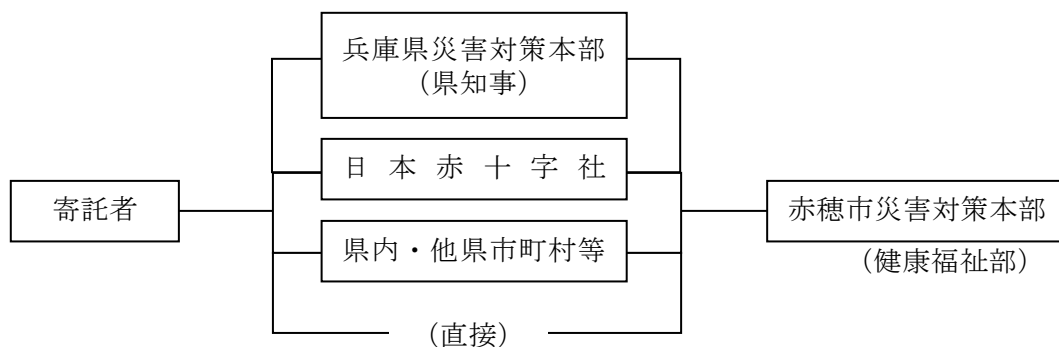 兵庫県災害対策本部
（県知事）
日本赤十字社
寄託者
赤穂市災害対策本部
県内・他県市町村等
（健康福祉部）
（直接）